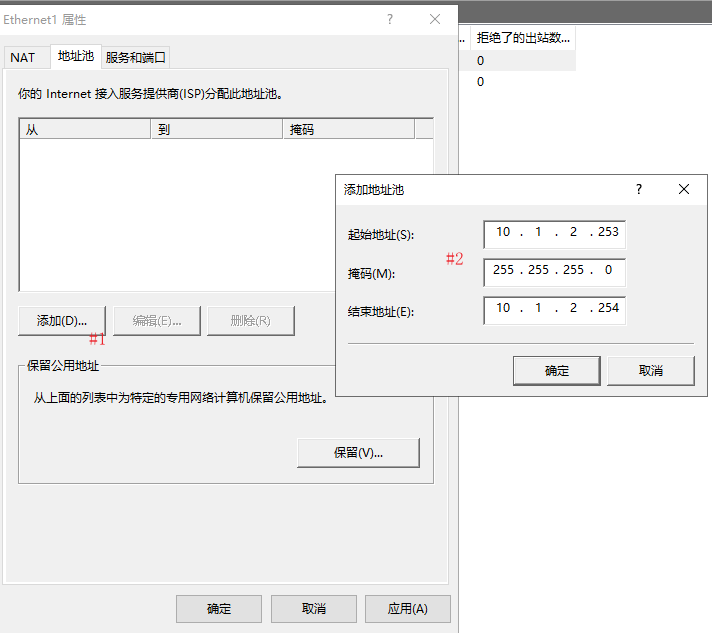 Ethernet1 属性
NAT 地址池 服务和端口
你的 Internet 接入服务提供商(ISP)分配此地址池。
从 到 掩码
添加(D)... 编辑(E)... 删除(R)
#1
保留公用地址
从上面的列表中为特定的专用网络计算机保留公用地址。
保留(V)...
确定 取消 应用(A)
.. 拒绝了的出站数...
0
0
添加地址池
起始地址(S): 10 . 1 . 2 . 253
#2
掩码(M): 255 . 255 . 255 . 0
结束地址(E): 10 . 1 . 2 . 254
确定 取消